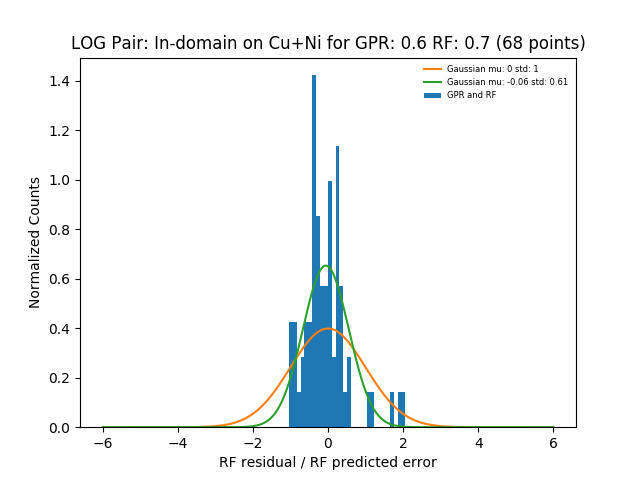 LOG Pair: In-domain on Cu+Ni for GPR: 0.6 RF: 0.7 (68 points)
Gaussian mu: 0 std: 1
Gaussian mu: -0.06 std: 0.61
GPR and RF
Normalized Counts
1.4
1.2
1.0
0.8
0.6
0.4
0.2
0.0
−6 −4 −2 0 2 4 6
RF residual / RF predicted error